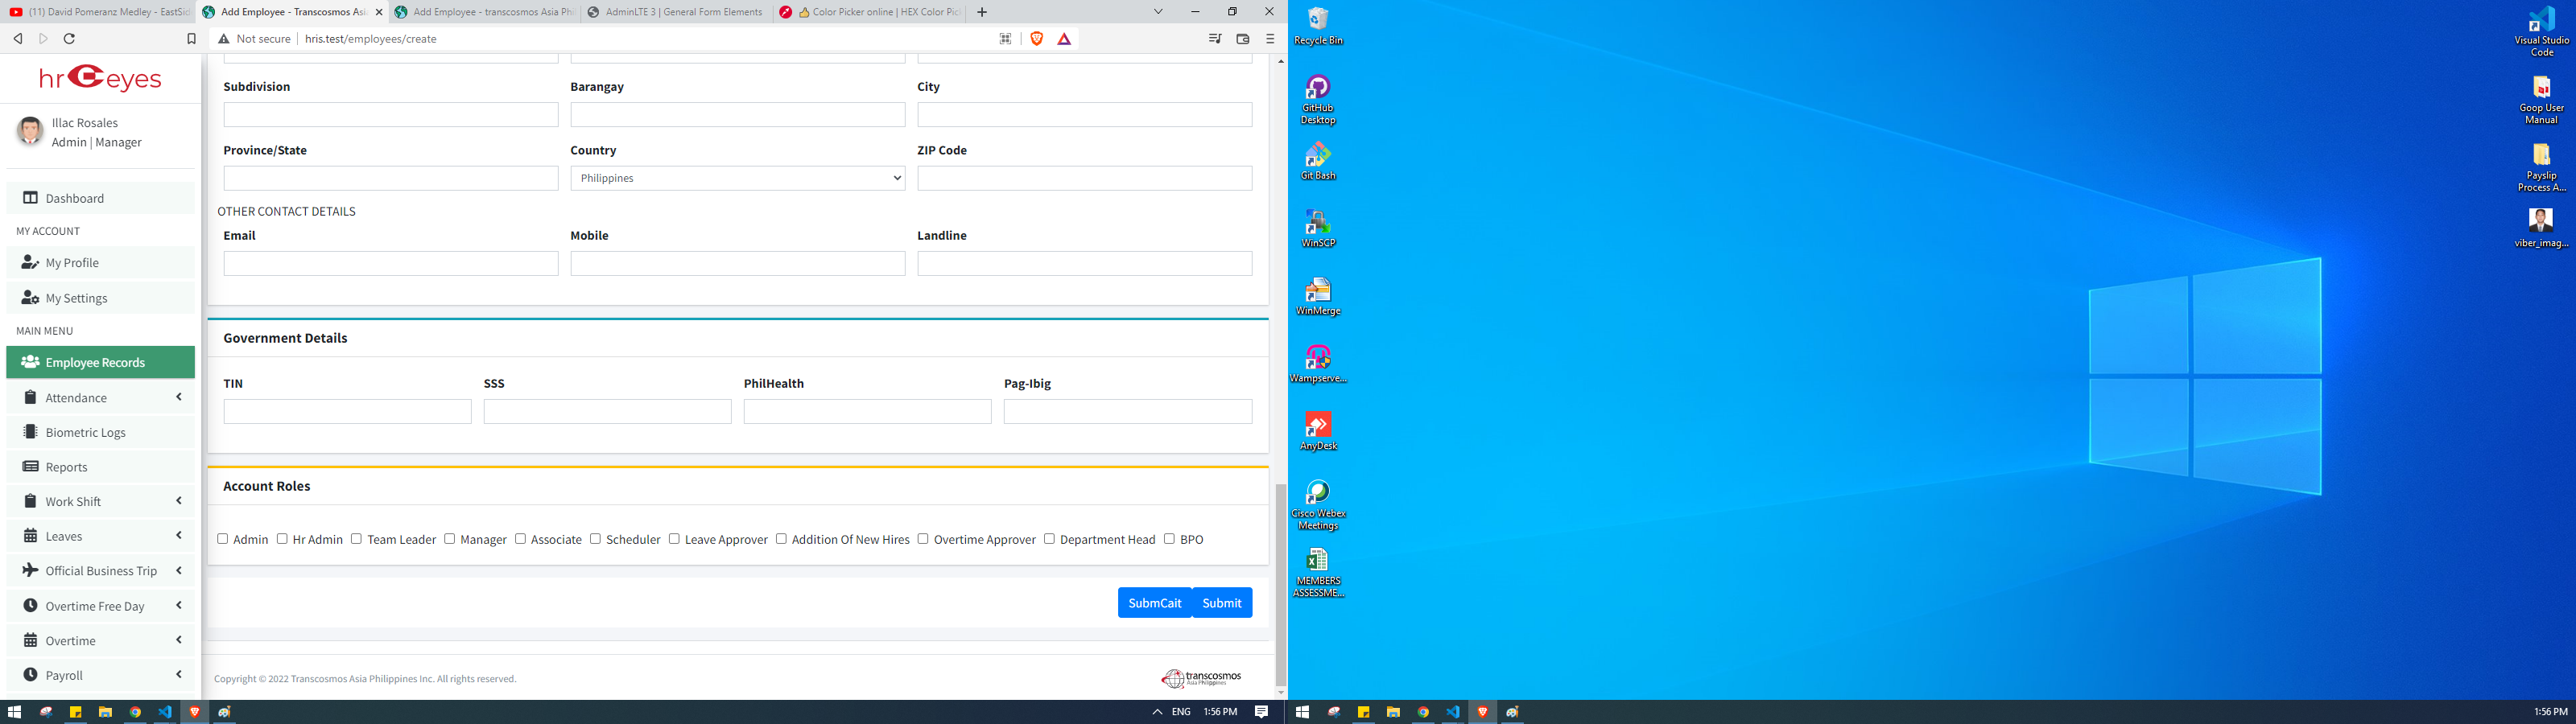 (11) David Pomeranz Medley - EastSid
Add Employee - Transcosmos Asia
Add Employee - transcosmos Asia Phi
AdminLTE 3 | General Form Elements
👍 Color Picker online | HEX Color Pick
Not secure
hris.test/employees/create
hr eyes
Illac Rosales
Admin | Manager
Dashboard
MY ACCOUNT
My Profile
My Settings
MAIN MENU
Employee Records
Attendance
Biometric Logs
Reports
Work Shift
Leaves
Official Business Trip
Overtime Free Day
Overtime
Payroll
Subdivision
Barangay
City
Province/State
Country
ZIP Code
Philippines
OTHER CONTACT DETAILS
Email
Mobile
Landline
Government Details
TIN
SSS
PhilHealth
Pag-Ibig
Account Roles
Admin
Hr Admin
Team Leader
Manager
Associate
Scheduler
Leave Approver
Addition Of New Hires
Overtime Approver
Department Head
BPO
SubmCait
Submit
Copyright © 2022 Transcosmos Asia Philippines Inc. All rights reserved.
transcosmos
Asia Philippines
ENG
1:56 PM
Recycle Bin
GitHub
Desktop
Git Bash
WinSCP
WinMerge
Wampserve...
AnyDesk
Cisco Webex
Meetings
MEMBERS
ASSESSME...
Visual Studio
Code
Goop User
Manual
Payslip
Process A...
viber_imag...
1:56 PM